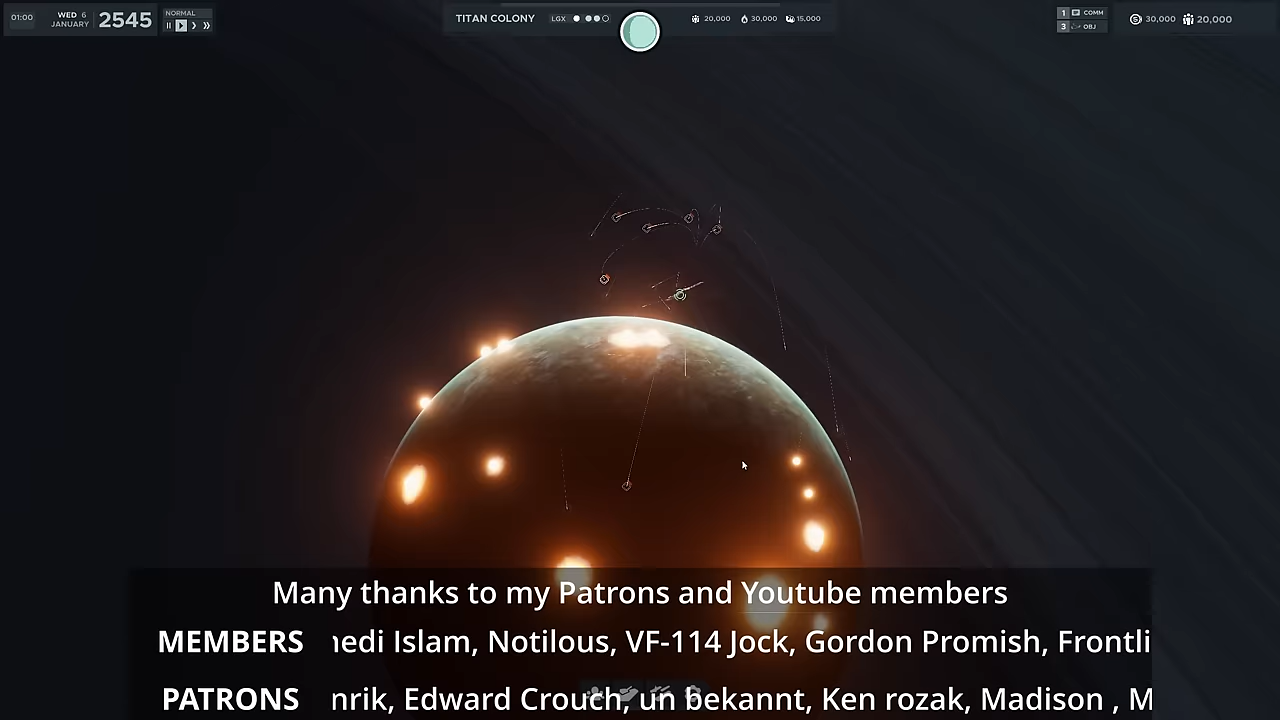 01:00
WED 6
JANUARY
2545
NORMAL
TITAN COLONY
LGX
20,000
30,000
15,000
1 COMM
3 OBJ
30,000
20,000
Many thanks to my Patrons and Youtube members
MEMBERS
Islam, Notilous, VF-114 Jock, Gordon Promish, Frontli
PATRONS
nrik, Edward Crouch, un bekannt, Ken rozak, Madison , M